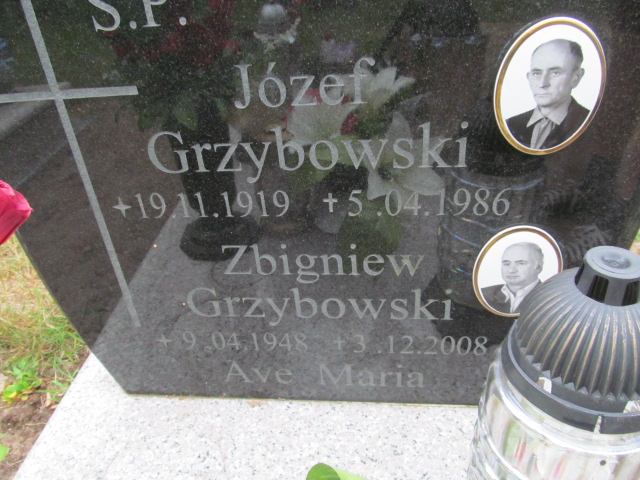 Ś.P.
Józef
Grzybowski
+19.11.1919 +5.04.1986
Zbigniew
Grzybowski
+9.04.1948 +3.12.2008
Ave Maria